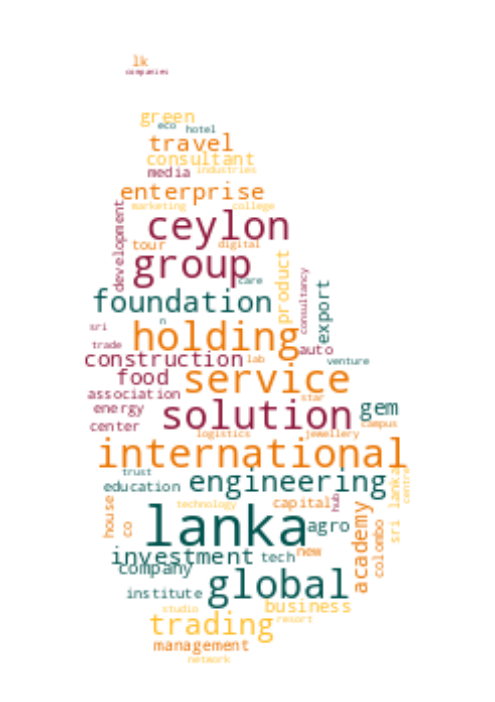 lk
companies
green
eco hotel
travel
consultant
media industries
enterprise
marketing college
development
ceylon
tour digital
group
care
product
consultancy
foundation
export
n
sri
holding
trade
auto
construction lab
venture
food service
association star
energy
solution gem
center
campus
logistics jewellery
international
trust
engineering
centre
education
sri lanka
house
technology capital hub
co
lanka agro
academy
colombo
investment tech new
company
global
institute
business
studio
trading resort
management
network